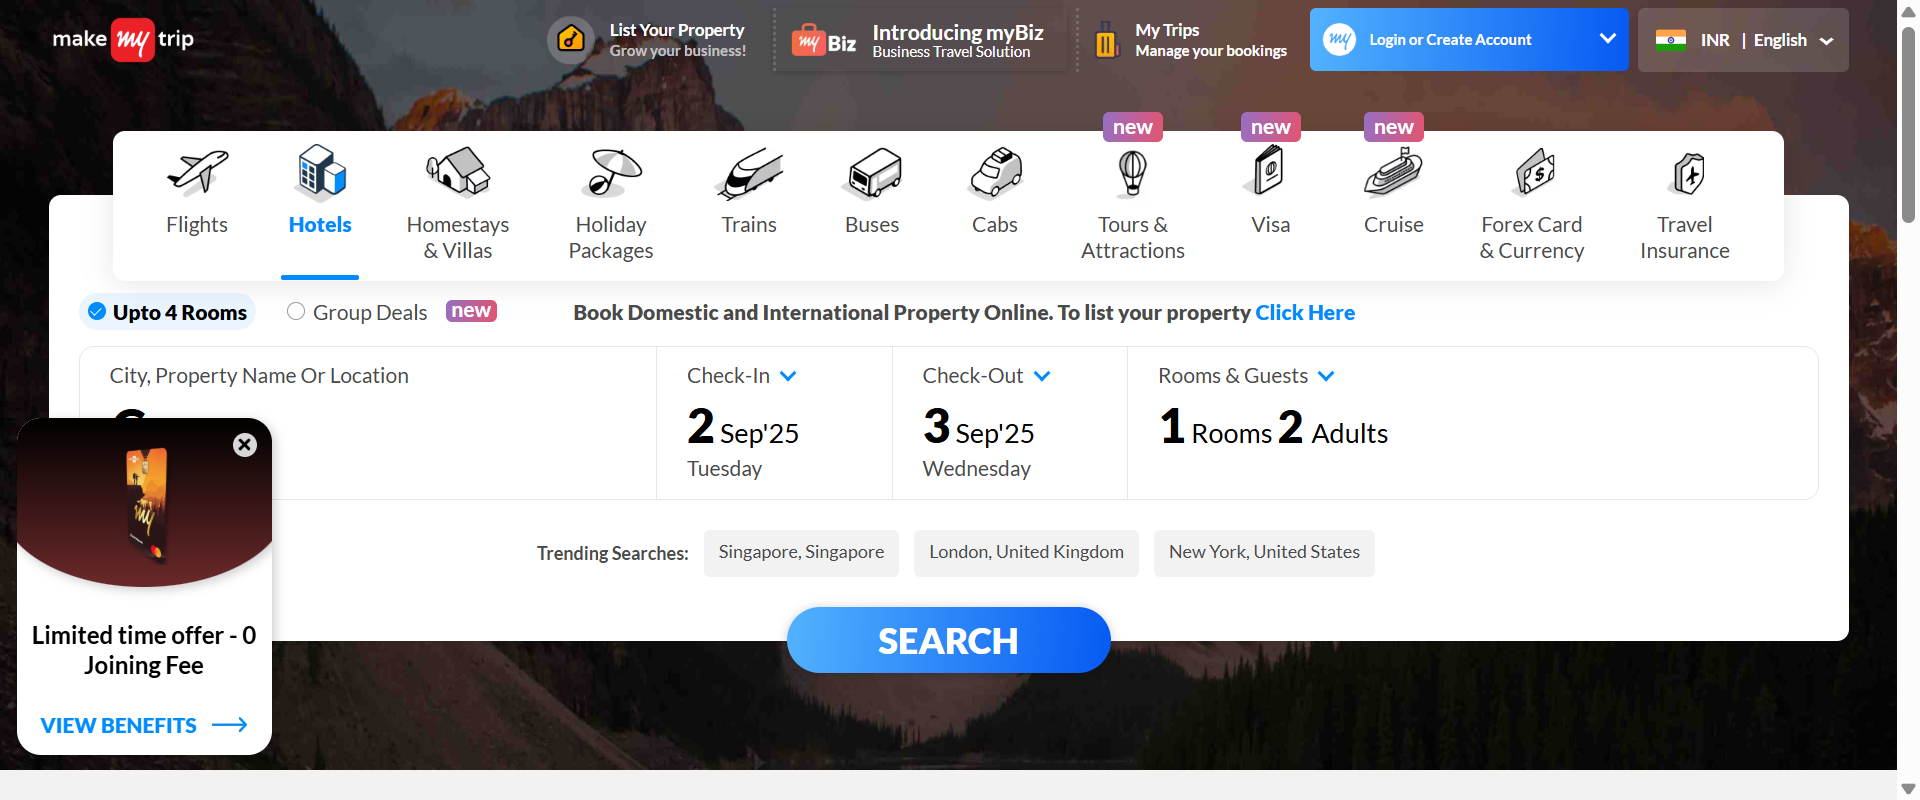 make my trip
List Your Property
Grow your business!
my Biz
Introducing myBiz
Business Travel Solution
My Trips
Manage your bookings
my Login or Create Account
INR | English
new
new
new
Flights
Hotels
Homestays
& Villas
Holiday
Packages
Trains
Buses
Cabs
Tours &
Attractions
Visa
Cruise
Forex Card
& Currency
Travel
Insurance
Upto 4 Rooms
Group Deals new
Book Domestic and International Property Online. To list your property Click Here
City, Property Name Or Location
Check-In
2 Sep'25
Tuesday
Check-Out
3 Sep'25
Wednesday
Rooms & Guests
1 Rooms 2 Adults
Trending Searches:
Singapore, Singapore
London, United Kingdom
New York, United States
SEARCH
my
Limited time offer - 0
Joining Fee
VIEW BENEFITS